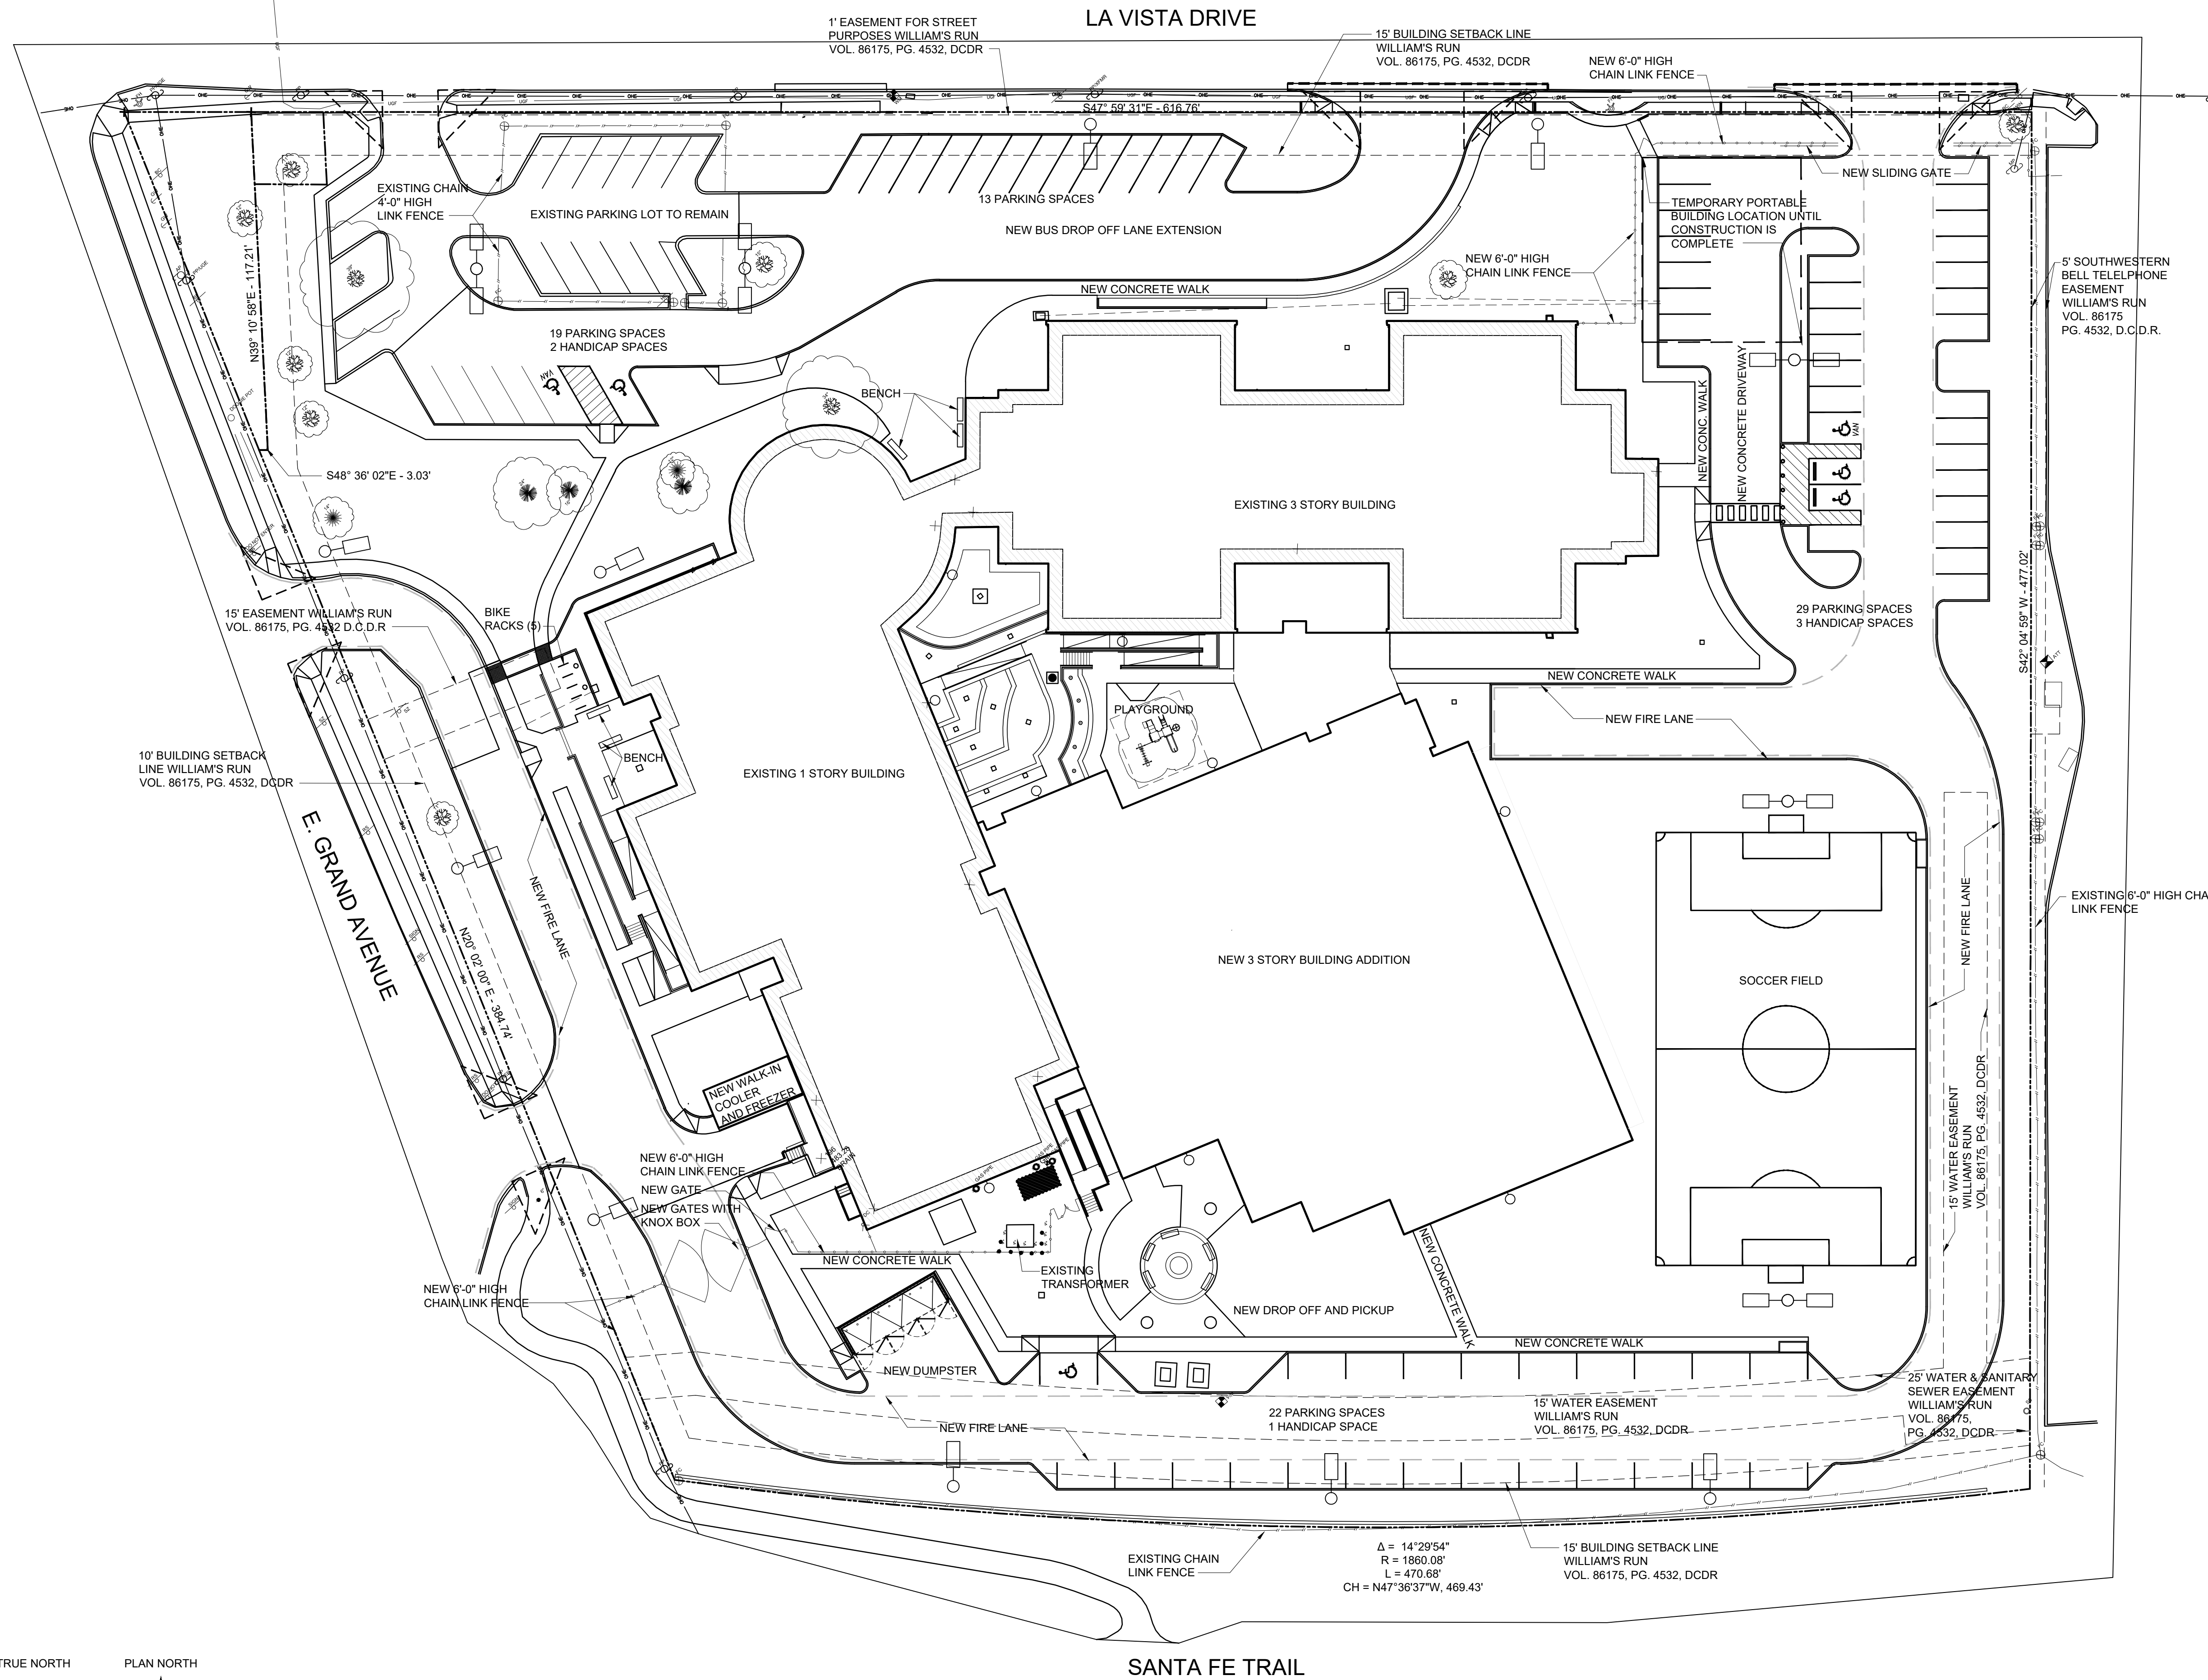 LA VISTA DRIVE
1' EASEMENT FOR STREET
PURPOSES WILLIAM'S RUN
VOL. 86175, PG. 4532, DCDR
15' BUILDING SETBACK LINE
WILLIAM'S RUN
VOL. 86175, PG. 4532, DCDR
NEW 6'-0" HIGH
CHAIN LINK FENCE
S47° 59' 31"E - 616.76'
EXISTING CHAIN
4'-0" HIGH
LINK FENCE
EXISTING PARKING LOT TO REMAIN
13 PARKING SPACES
NEW BUS DROP OFF LANE EXTENSION
NEW SLIDING GATE
TEMPORARY PORTABLE
BUILDING LOCATION UNTIL
CONSTRUCTION IS
COMPLETE
NEW 6'-0" HIGH
CHAIN LINK FENCE
5' SOUTHWESTERN
BELL TELELPHONE
EASEMENT
WILLIAM'S RUN
VOL. 86175
PG. 4532, D.C.D.R.
N39° 10' 58"E - 117.21'
NEW CONCRETE WALK
19 PARKING SPACES
2 HANDICAP SPACES
VAN
BENCH
NEW CONC. WALK
NEW CONCRETE DRIVEWAY
VAN
S48° 36' 02"E - 3.03'
EXISTING 3 STORY BUILDING
15' EASEMENT WILLIAM'S RUN
VOL. 86175, PG. 4532 D.C.D.R
BIKE
RACKS (5)
29 PARKING SPACES
3 HANDICAP SPACES
S42° 04' 59" W - 477.02'
NEW CONCRETE WALK
NEW FIRE LANE
PLAYGROUND
10' BUILDING SETBACK
LINE WILLIAM'S RUN
VOL. 86175, PG. 4532, DCDR
BENCH
EXISTING 1 STORY BUILDING
E. GRAND AVENUE
NEW FIRE LANE
N20° 02' 00" E - 384.74'
NEW 3 STORY BUILDING ADDITION
SOCCER FIELD
NEW FIRE LANE
EXISTING 6'-0" HIGH CHA
LINK FENCE
15' WATER EASEMENT
WILLIAM'S RUN
VOL. 86175, PG. 4532, DCDR
NEW WALK-IN
COOLER
AND FREEZER
NEW 6'-0" HIGH
CHAIN LINK FENCE
NEW GATE
NEW GATES WITH
KNOX BOX
GAS PIPE
NEW CONCRETE WALK
EXISTING
TRANSFORMER
NEW 6'-0" HIGH
CHAIN LINK FENCE
NEW DROP OFF AND PICKUP
NEW CONCRETE WALK
NEW CONCRETE WALK
NEW DUMPSTER
25' WATER & SANITARY
SEWER EASEMENT
WILLIAM'S RUN
VOL. 86175,
PG. 4532, DCDR
NEW FIRE LANE
22 PARKING SPACES
1 HANDICAP SPACE
15' WATER EASEMENT
WILLIAM'S RUN
VOL. 86175, PG. 4532, DCDR
EXISTING CHAIN
LINK FENCE
Δ = 14°29'54"
R = 1860.08'
L = 470.68'
CH = N47°36'37"W, 469.43'
15' BUILDING SETBACK LINE
WILLIAM'S RUN
VOL. 86175, PG. 4532, DCDR
TRUE NORTH
PLAN NORTH
SANTA FE TRAIL